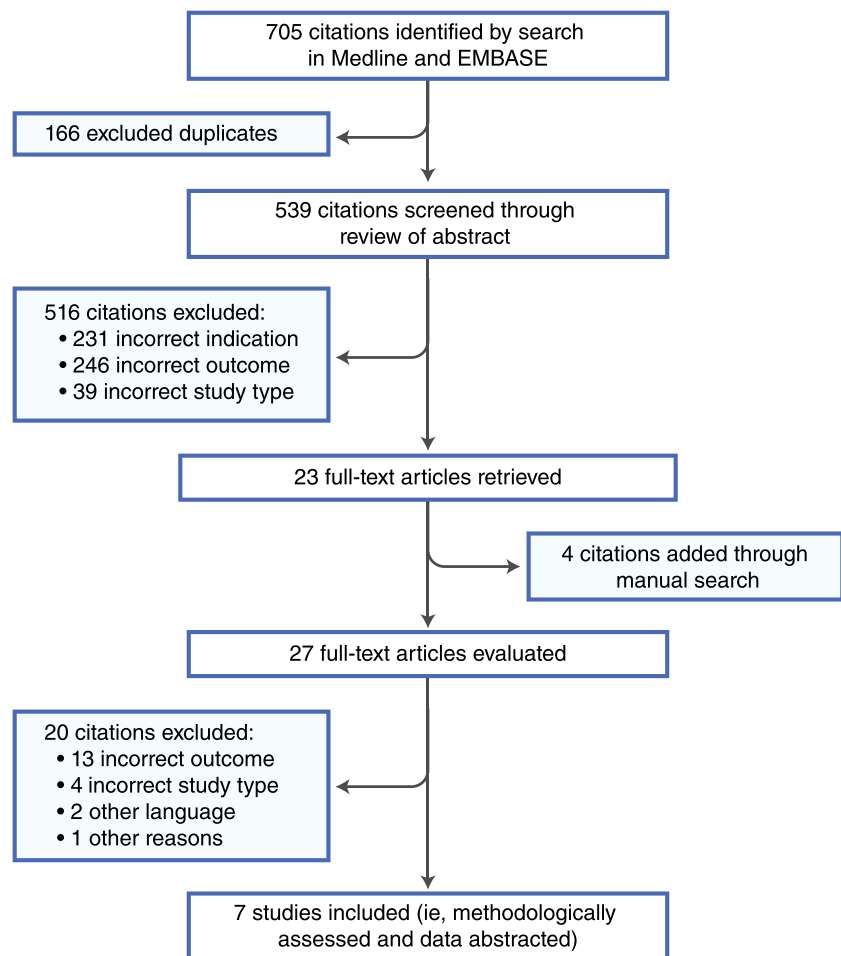 705 citations identified by search
in Medline and EMBASE
166 excluded duplicates
539 citations screened through
review of abstract
516 citations excluded:
• 231 incorrect indication
• 246 incorrect outcome
• 39 incorrect study type
23 full-text articles retrieved
4 citations added through
manual search
27 full-text articles evaluated
20 citations excluded:
• 13 incorrect outcome
• 4 incorrect study type
• 2 other language
• 1 other reasons
7 studies included (ie, methodologically
assessed and data abstracted)